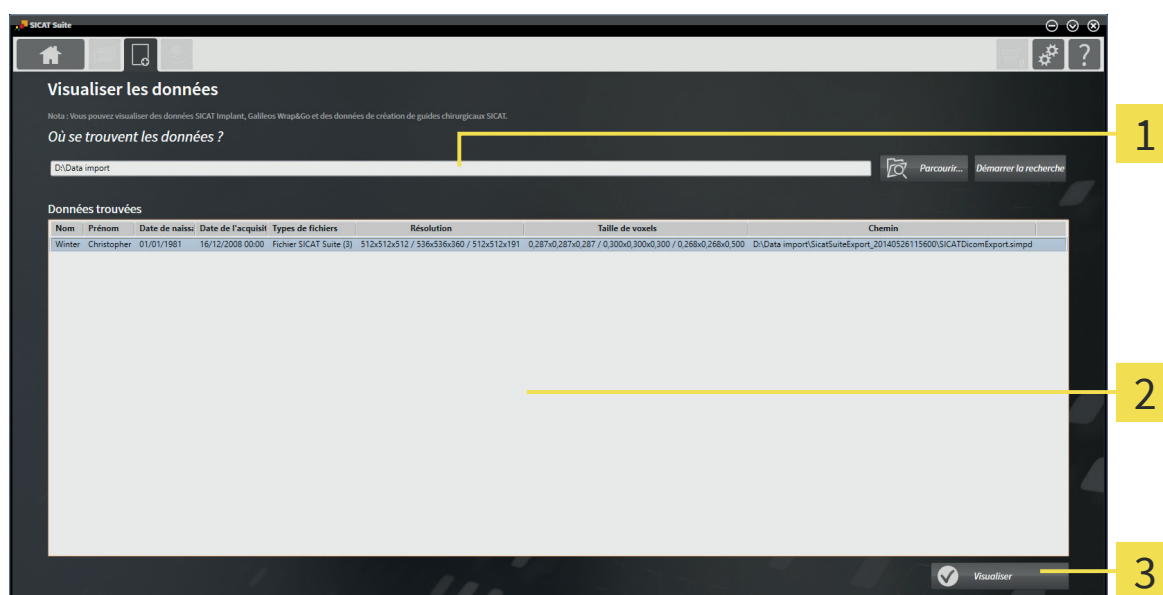 SICAT Suite
?
Visualiser les données
Nota : Vous pouvez visualiser des données SICAT Implant, Galileos Wrap&Go et des données de création de guides chirurgicaux SICAT.
Où se trouvent les données ?
1
D:\Data import
Parcourir... Démarrer la recherche
Données trouvées
Nom Prénom Date de naiss Date de l'acquisit Types de fichiers Résolution Taille de voxels Chemin
Winter Christopher 01/01/1981 16/12/2008 00:00 Fichier SICAT Suite (3) 512x512x512 / 536x536x360 / 512x512x191 0,287x0,287x0,287 / 0,300x0,300x0,300 / 0,268x0,268x0,500 D:\Data import\SicatSuiteExport_20140526115600\SICATDicomExport.simpd
2
Visualiser
3